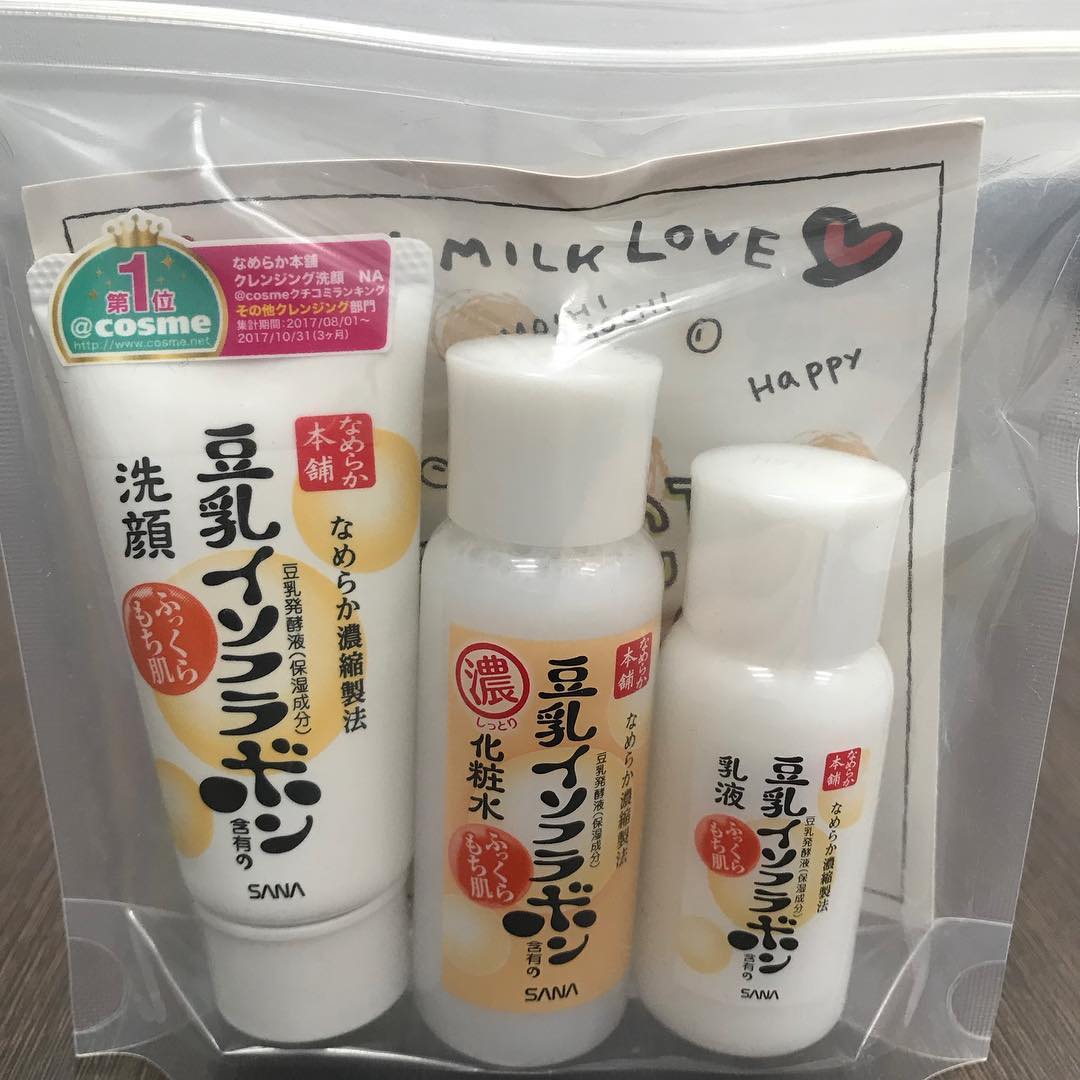 MILK LOVE
Happy
第1位
@cosme
http://www.cosme.net
なめらか本舗
クレンジング洗顔 NA
@cosmeクチコミランキング
その他クレンジング部門
集計期間:2017/08/01~
2017/10/31(3ヶ月)
なめらか
本舗
なめらか濃縮製法
豆乳イソフラボン
含有の
豆乳発酵液(保湿成分)
洗顔
ふっくら
もち肌
SANA
なめらか
本舗
なめらか濃縮製法
豆乳イソフラボン
含有の
豆乳発酵液(保湿成分)
濃
しっとり
化粧水
ふっくら
もち肌
SANA
なめらか
本舗
なめらか濃縮製法
豆乳イソフラボン
含有の
豆乳発酵液(保湿成分)
乳液
ふっくら
もち肌
SANA